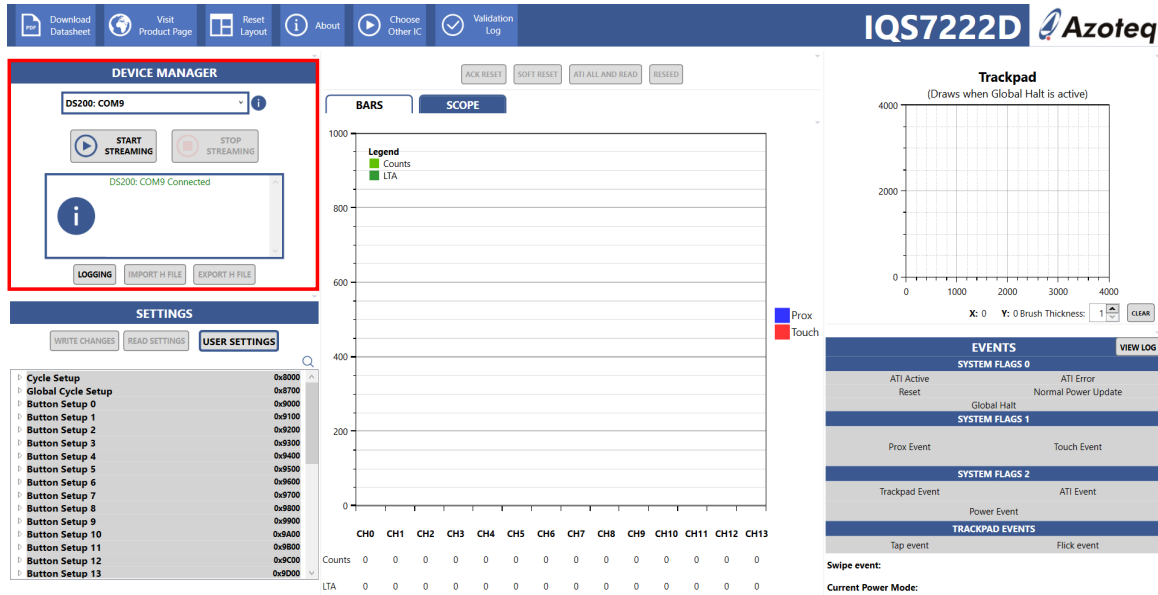 PDF
Download
Datasheet
Visit
Product Page
Reset
Layout
About
Choose
Other IC
Validation
Log
IQS7222D
Azoteq
DEVICE MANAGER
DS200: COM9
i
START
STREAMING
STOP
STREAMING
DS200: COM9 Connected
i
LOGGING
IMPORT H FILE
EXPORT H FILE
SETTINGS
WRITE CHANGES
READ SETTINGS
USER SETTINGS
Cycle Setup 0x8000
Global Cycle Setup 0x8700
Button Setup 0 0x9000
Button Setup 1 0x9100
Button Setup 2 0x9200
Button Setup 3 0x9300
Button Setup 4 0x9400
Button Setup 5 0x9500
Button Setup 6 0x9600
Button Setup 7 0x9700
Button Setup 8 0x9800
Button Setup 9 0x9900
Button Setup 10 0x9A00
Button Setup 11 0x9B00
Button Setup 12 0x9C00
Button Setup 13 0x9D00
ACK RESET
SOFT RESET
ATI ALL AND READ
RESEED
BARS
SCOPE
1000
800
600
400
200
0
Legend
Counts
LTA
Prox
Touch
CH0 CH1 CH2 CH3 CH4 CH5 CH6 CH7 CH8 CH9 CH10 CH11 CH12 CH13
Counts 0 0 0 0 0 0 0 0 0 0 0 0 0 0
LTA 0 0 0 0 0 0 0 0 0 0 0 0 0 0
Trackpad
(Draws when Global Halt is active)
4000
2000
0
0 1000 2000 3000 4000
X: 0 Y: 0 Brush Thickness: 1 CLEAR
EVENTS
VIEW LOG
SYSTEM FLAGS 0
ATI Active ATI Error
Reset Normal Power Update
Global Halt
SYSTEM FLAGS 1
Prox Event Touch Event
SYSTEM FLAGS 2
Trackpad Event ATI Event
Power Event
TRACKPAD EVENTS
Tap event Flick event
Swipe event:
Current Power Mode: